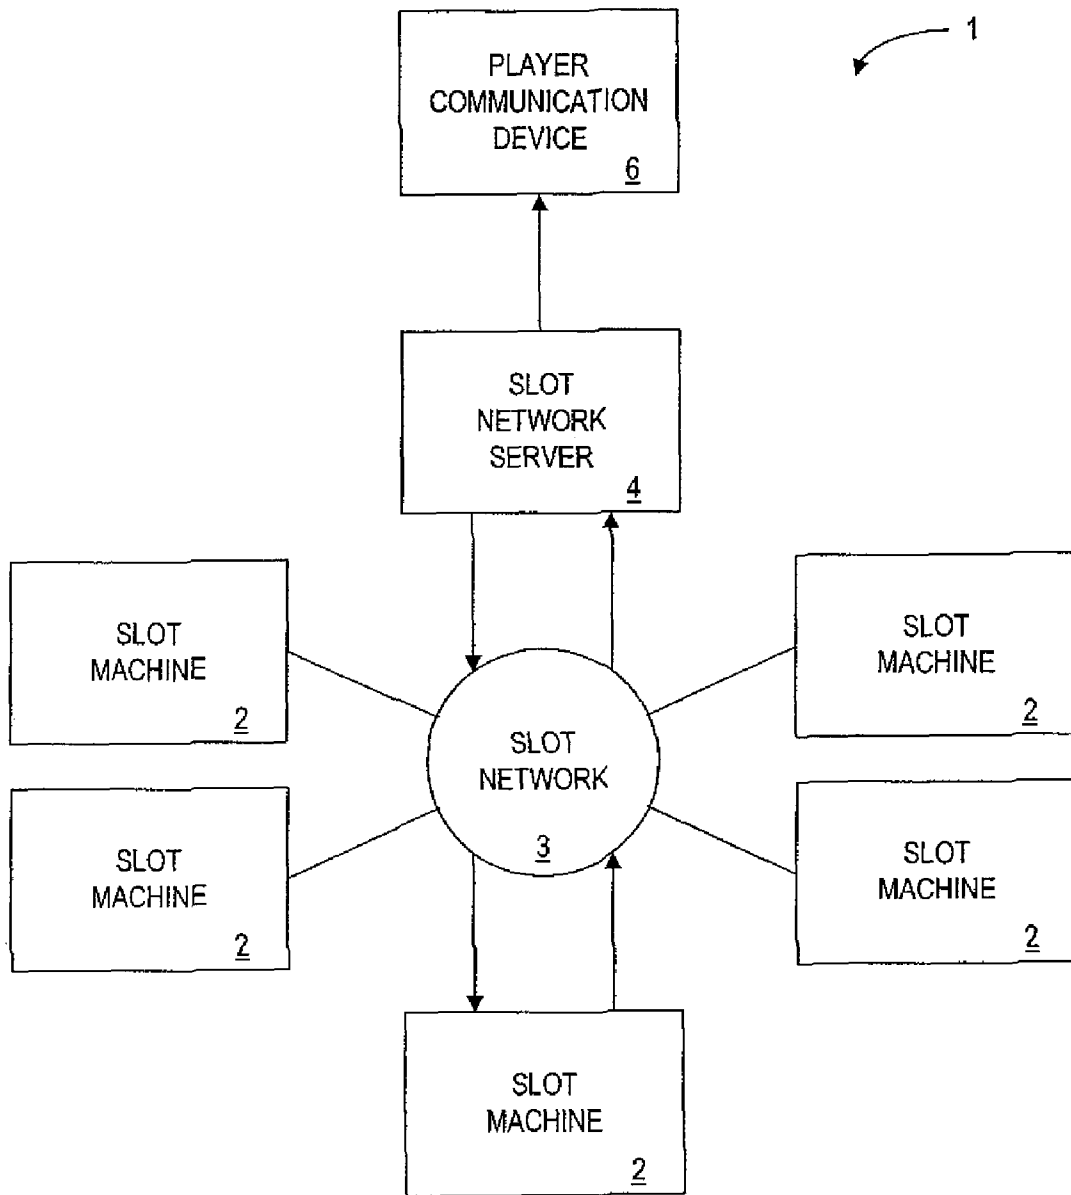 1
PLAYER
COMMUNICATION
DEVICE
6
SLOT
NETWORK
SERVER
4
SLOT
MACHINE
2
SLOT
MACHINE
2
SLOT
NETWORK
3
SLOT
MACHINE
2
SLOT
MACHINE
2
SLOT
MACHINE
2